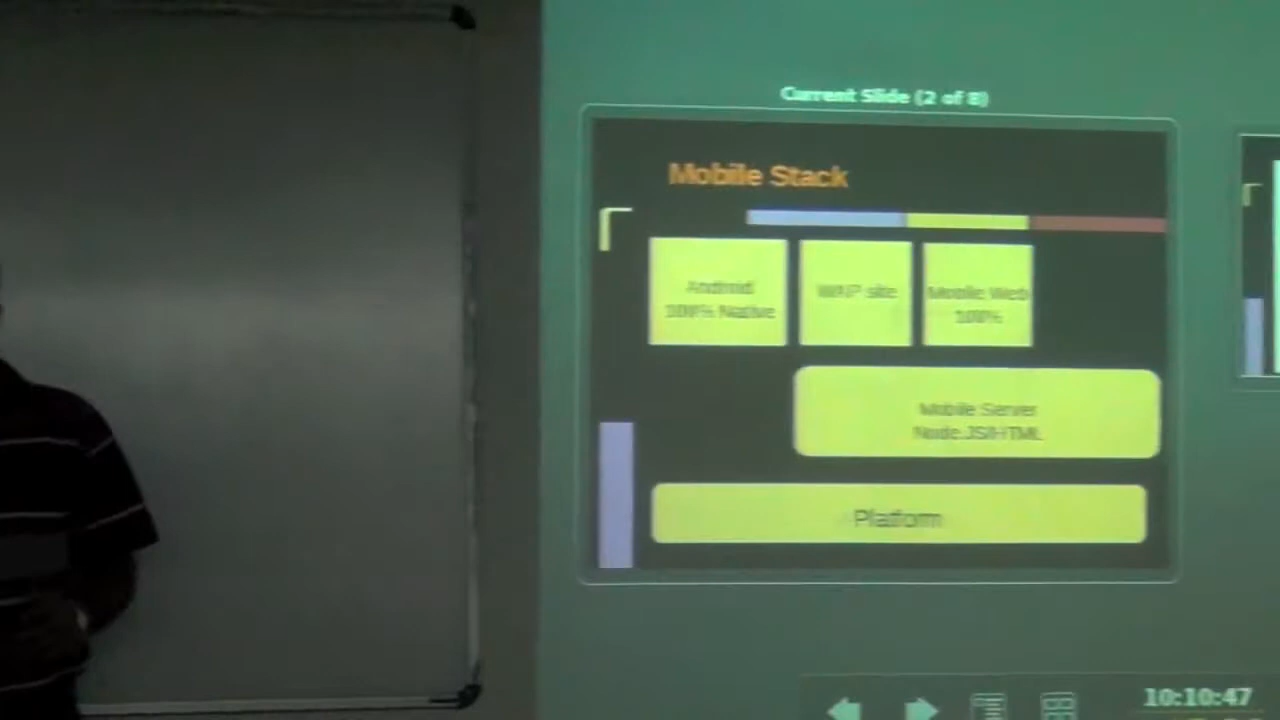 Current Slide (2 of 8)
Mobile Stack
Android
100% Native
WAP site
Mobile Web
100%
Mobile Server
Node.JS/HTML
Platform
10:10:47